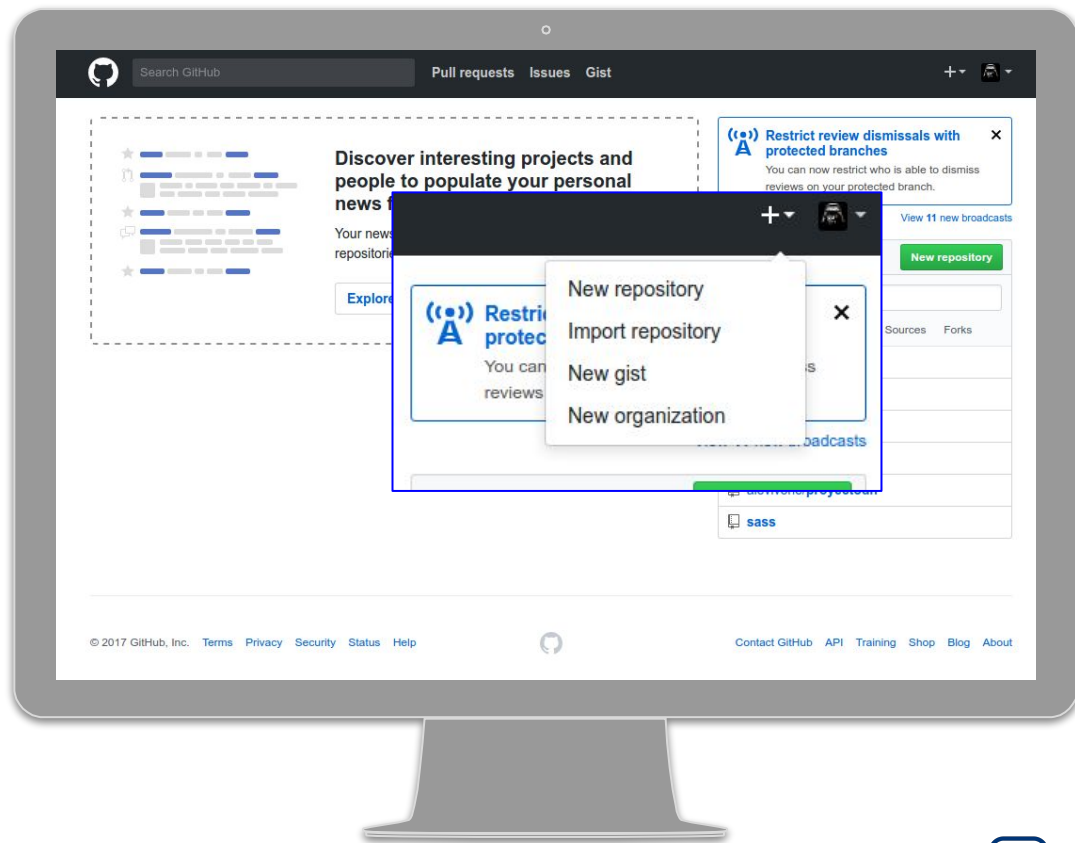 Search GitHub
Pull requests Issues Gist
Discover interesting projects and
people to populate your personal
news
Your news
repositories
Explore
Restrict review dismissals with
protected branches
You can now restrict who is able to dismiss
reviews on your protected branch.
View 11 new broadcasts
New repository
Sources Forks
New repository
Import repository
New gist
New organization
Restri
protec
You can
reviews
broadcasts
sass
© 2017 GitHub, Inc. Terms Privacy Security Status Help
Contact GitHub API Training Shop Blog About